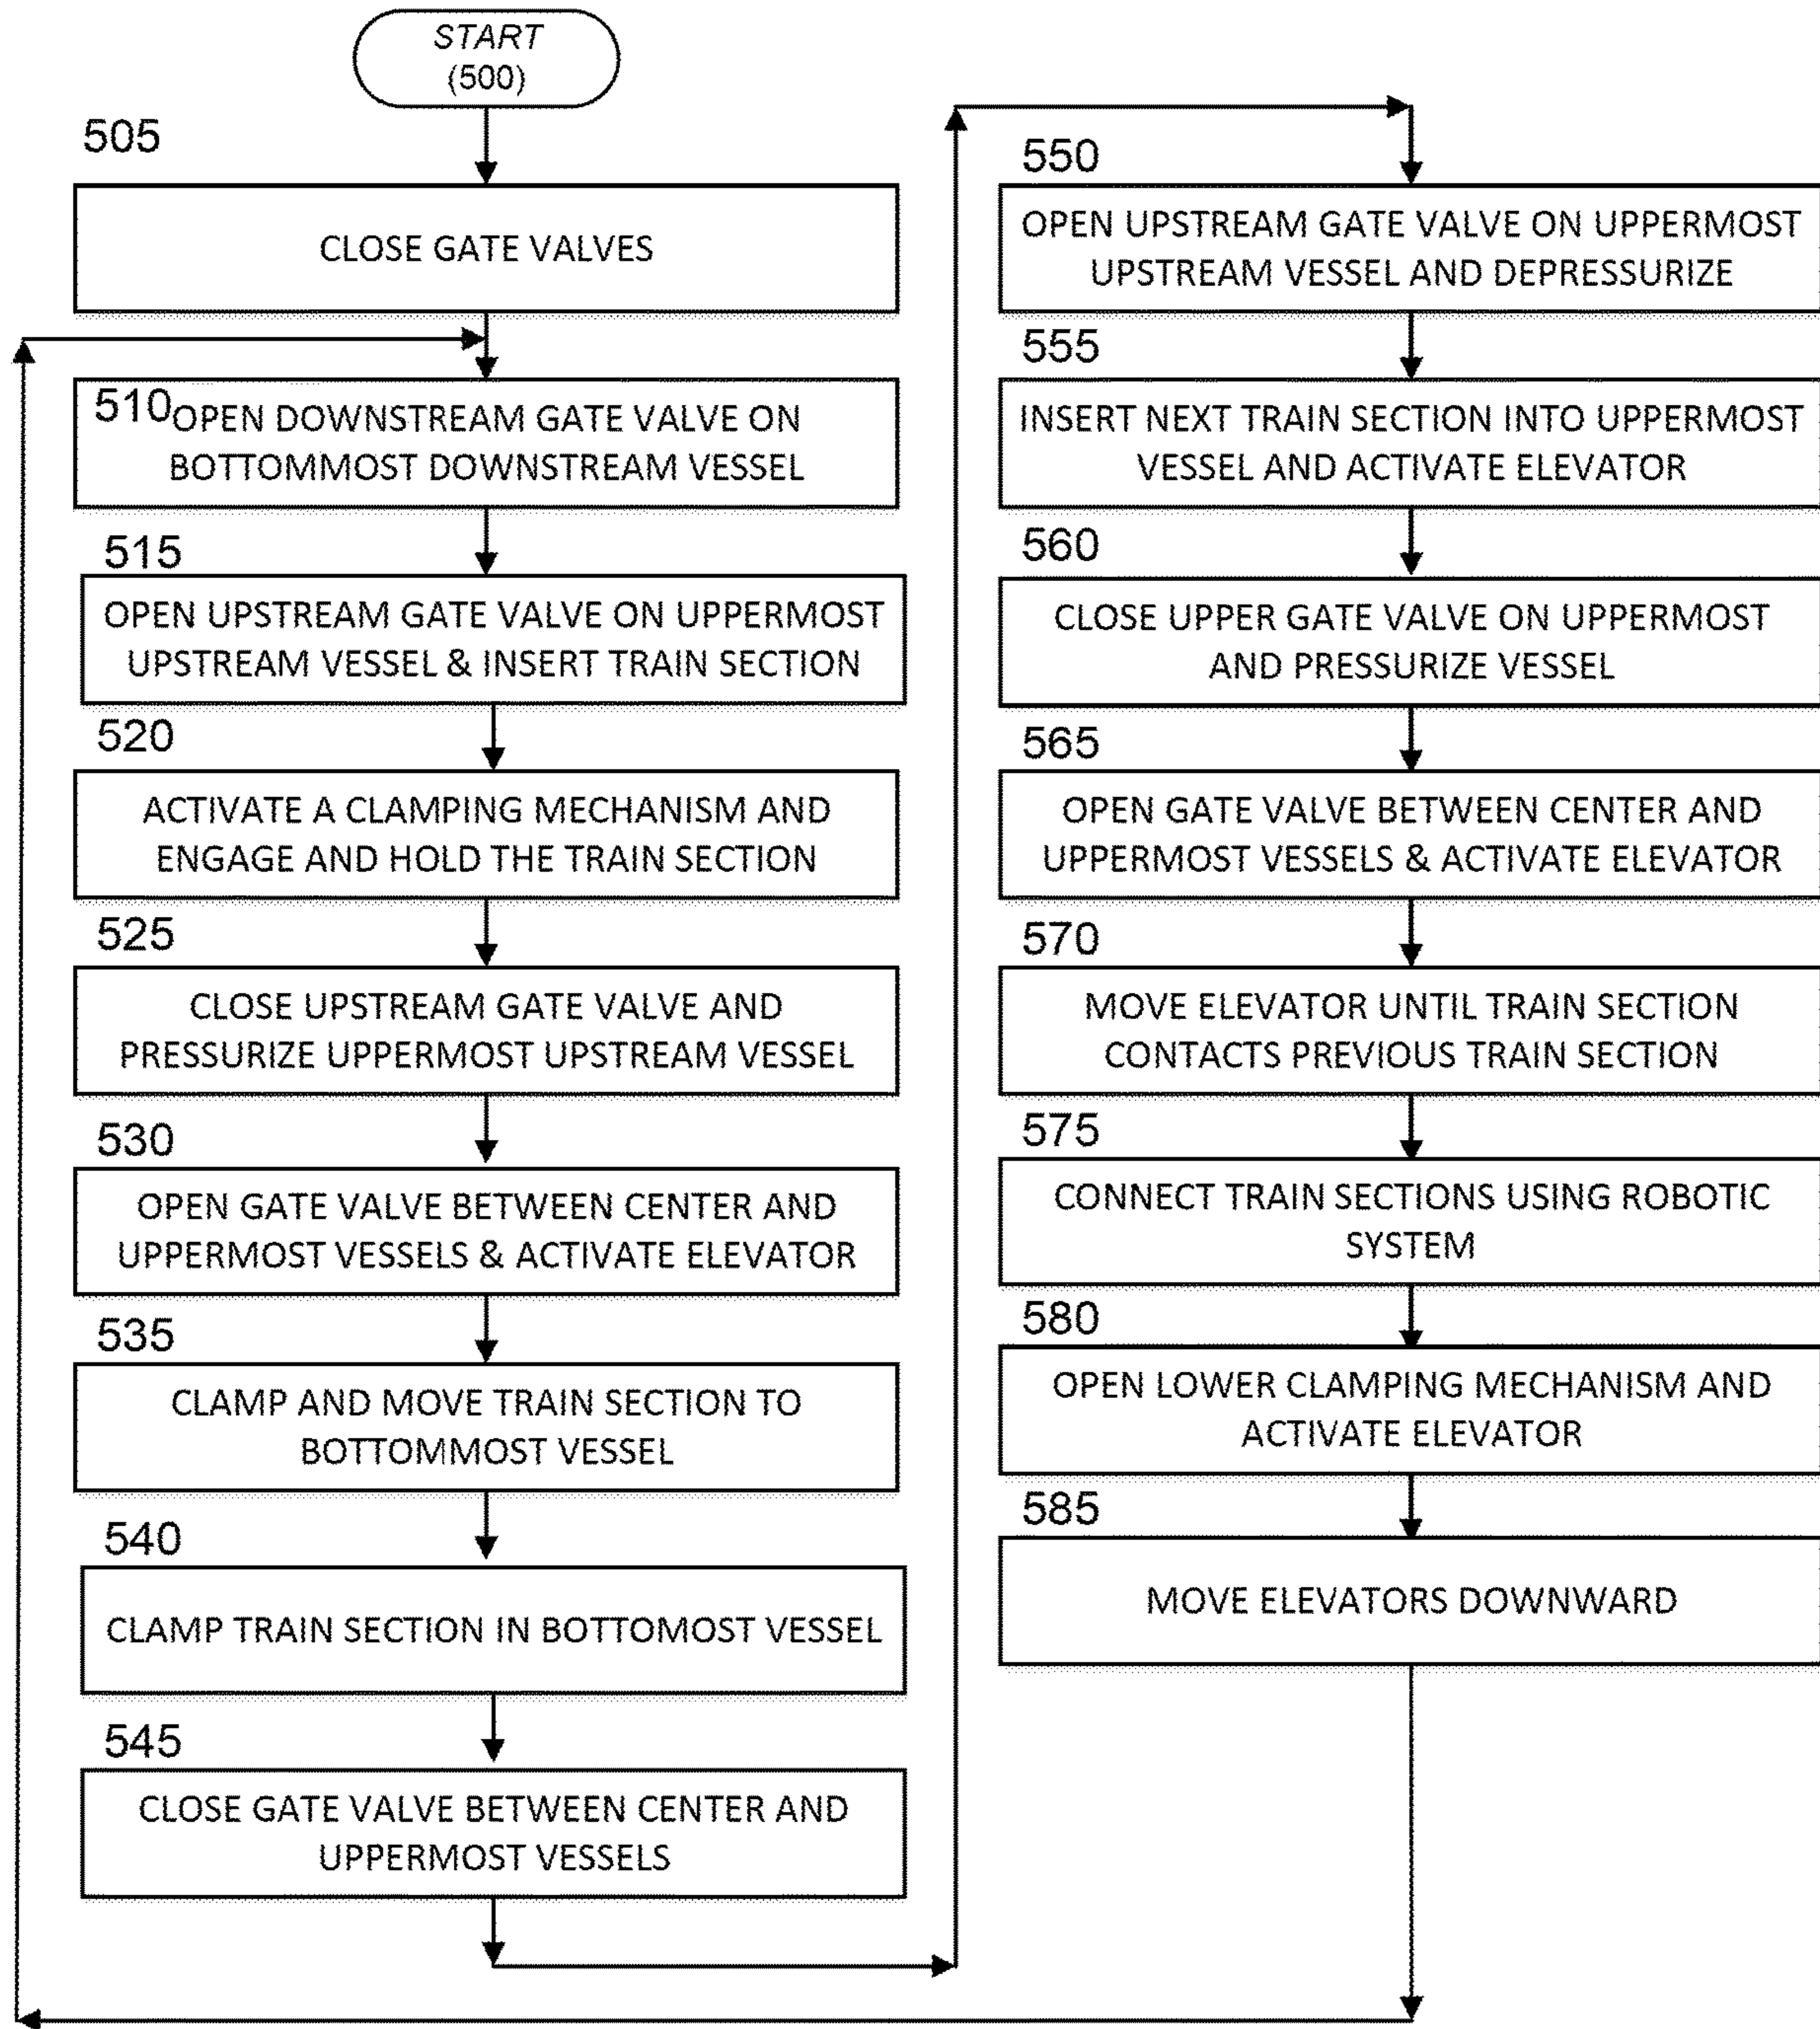 START
(500)
505
CLOSE GATE VALVES
510
OPEN DOWNSTREAM GATE VALVE ON
BOTTOMMOST DOWNSTREAM VESSEL
515
OPEN UPSTREAM GATE VALVE ON UPPERMOST
UPSTREAM VESSEL & INSERT TRAIN SECTION
520
ACTIVATE A CLAMPING MECHANISM AND
ENGAGE AND HOLD THE TRAIN SECTION
525
CLOSE UPSTREAM GATE VALVE AND
PRESSURIZE UPPERMOST UPSTREAM VESSEL
530
OPEN GATE VALVE BETWEEN CENTER AND
UPPERMOST VESSELS & ACTIVATE ELEVATOR
535
CLAMP AND MOVE TRAIN SECTION TO
BOTTOMMOST VESSEL
540
CLAMP TRAIN SECTION IN BOTTOMOST VESSEL
545
CLOSE GATE VALVE BETWEEN CENTER AND
UPPERMOST VESSELS
550
OPEN UPSTREAM GATE VALVE ON UPPERMOST
UPSTREAM VESSEL AND DEPRESSURIZE
555
INSERT NEXT TRAIN SECTION INTO UPPERMOST
VESSEL AND ACTIVATE ELEVATOR
560
CLOSE UPPER GATE VALVE ON UPPERMOST
AND PRESSURIZE VESSEL
565
OPEN GATE VALVE BETWEEN CENTER AND
UPPERMOST VESSELS & ACTIVATE ELEVATOR
570
MOVE ELEVATOR UNTIL TRAIN SECTION
CONTACTS PREVIOUS TRAIN SECTION
575
CONNECT TRAIN SECTIONS USING ROBOTIC
SYSTEM
580
OPEN LOWER CLAMPING MECHANISM AND
ACTIVATE ELEVATOR
585
MOVE ELEVATORS DOWNWARD